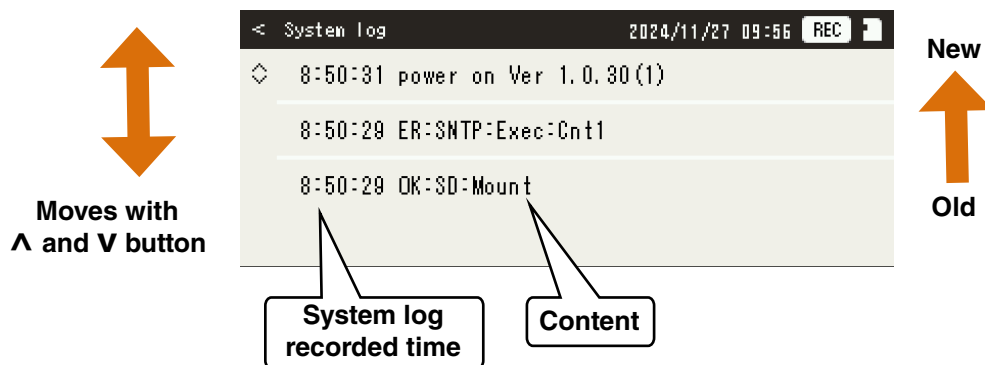 < System log 2024/11/27 09:56 REC
8:50:31 power on Ver 1.0.30(1)
8:50:29 ER:SNTP:Exec:Cnt1
8:50:29 OK:SD:Mount
Moves with
∧ and ∨ button
New
Old
System log
recorded time
Content